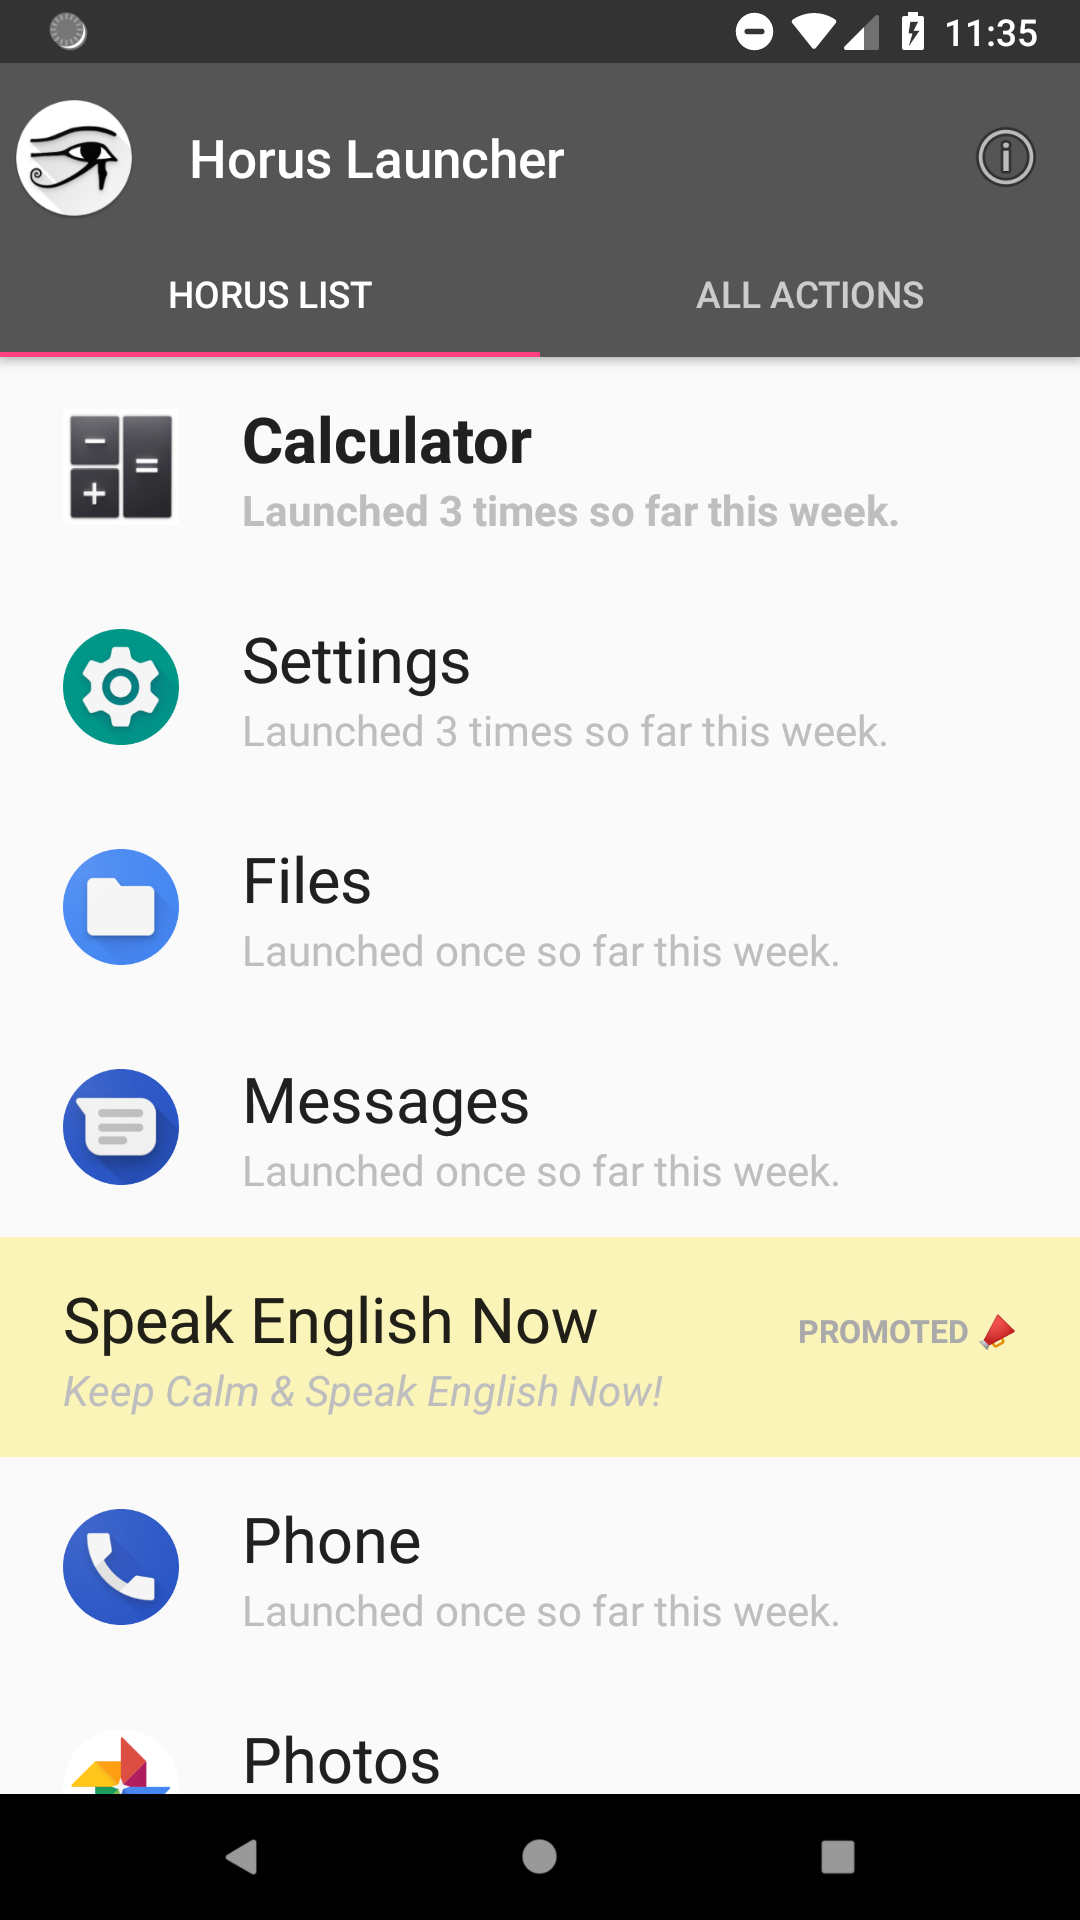 11:35
Horus Launcher
HORUS LIST
ALL ACTIONS
Calculator
Launched 3 times so far this week.
Settings
Launched 3 times so far this week.
Files
Launched once so far this week.
Messages
Launched once so far this week.
Speak English Now
PROMOTED
Keep Calm & Speak English Now!
Phone
Launched once so far this week.
Photos